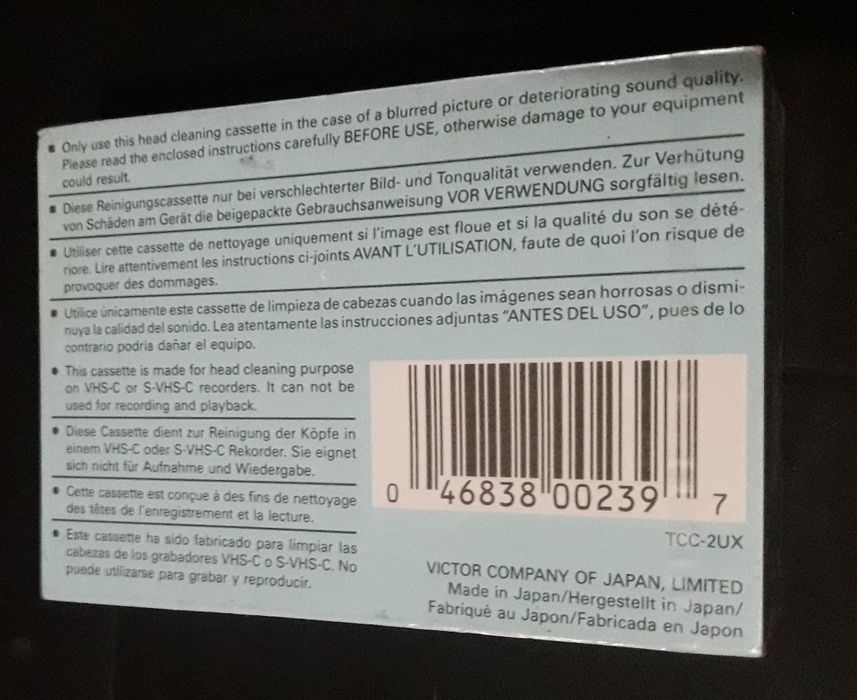 ▪ Only use this head cleaning cassette in the case of a blurred picture or deteriorating sound quality.
Please read the enclosed instructions carefully BEFORE USE, otherwise damage to your equipment
could result.
▪ Diese Reinigungscassette nur bei verschlechterter Bild- und Tonqualität verwenden. Zur Verhütung
von Schäden am Gerät die beigepackte Gebrauchsanweisung VOR VERWENDUNG sorgfältig lesen.
▪ Utiliser cette cassette de nettoyage uniquement si l'image est floue et si la qualité du son se dété-
riore. Lire attentivement les instructions ci-joints AVANT L'UTILISATION, faute de quoi l'on risque de
provoquer des dommages.
▪ Utilice únicamente este cassette de limpieza de cabezas cuando las imágenes sean horrosas o dismi-
nuya la calidad del sonido. Lea atentamente las instrucciones adjuntas "ANTES DEL USO", pues de lo
contrario podria dañar el equipo.
• This cassette is made for head cleaning purpose
on VHS-C or S-VHS-C recorders. It can not be
used for recording and playback.
• Diese Cassette dient zur Reinigung der Köpfe in
einem VHS-C oder S-VHS-C Rekorder. Sie eignet
sich nicht für Aufnahme und Wiedergabe.
• Cette cassette est conçue à des fins de nettoyage
des têtes de l'enregistrement et la lecture.
• Este cassette ha sido fabricado para limpiar las
cabezas de los grabadores VHS-C o S-VHS-C. No
puede utilizarse para grabar y reproducir.
0 46838 00239 7
TCC-2UX
VICTOR COMPANY OF JAPAN, LIMITED
Made in Japan/Hergestellt in Japan/
Fabriqué au Japon/Fabricada en Japon